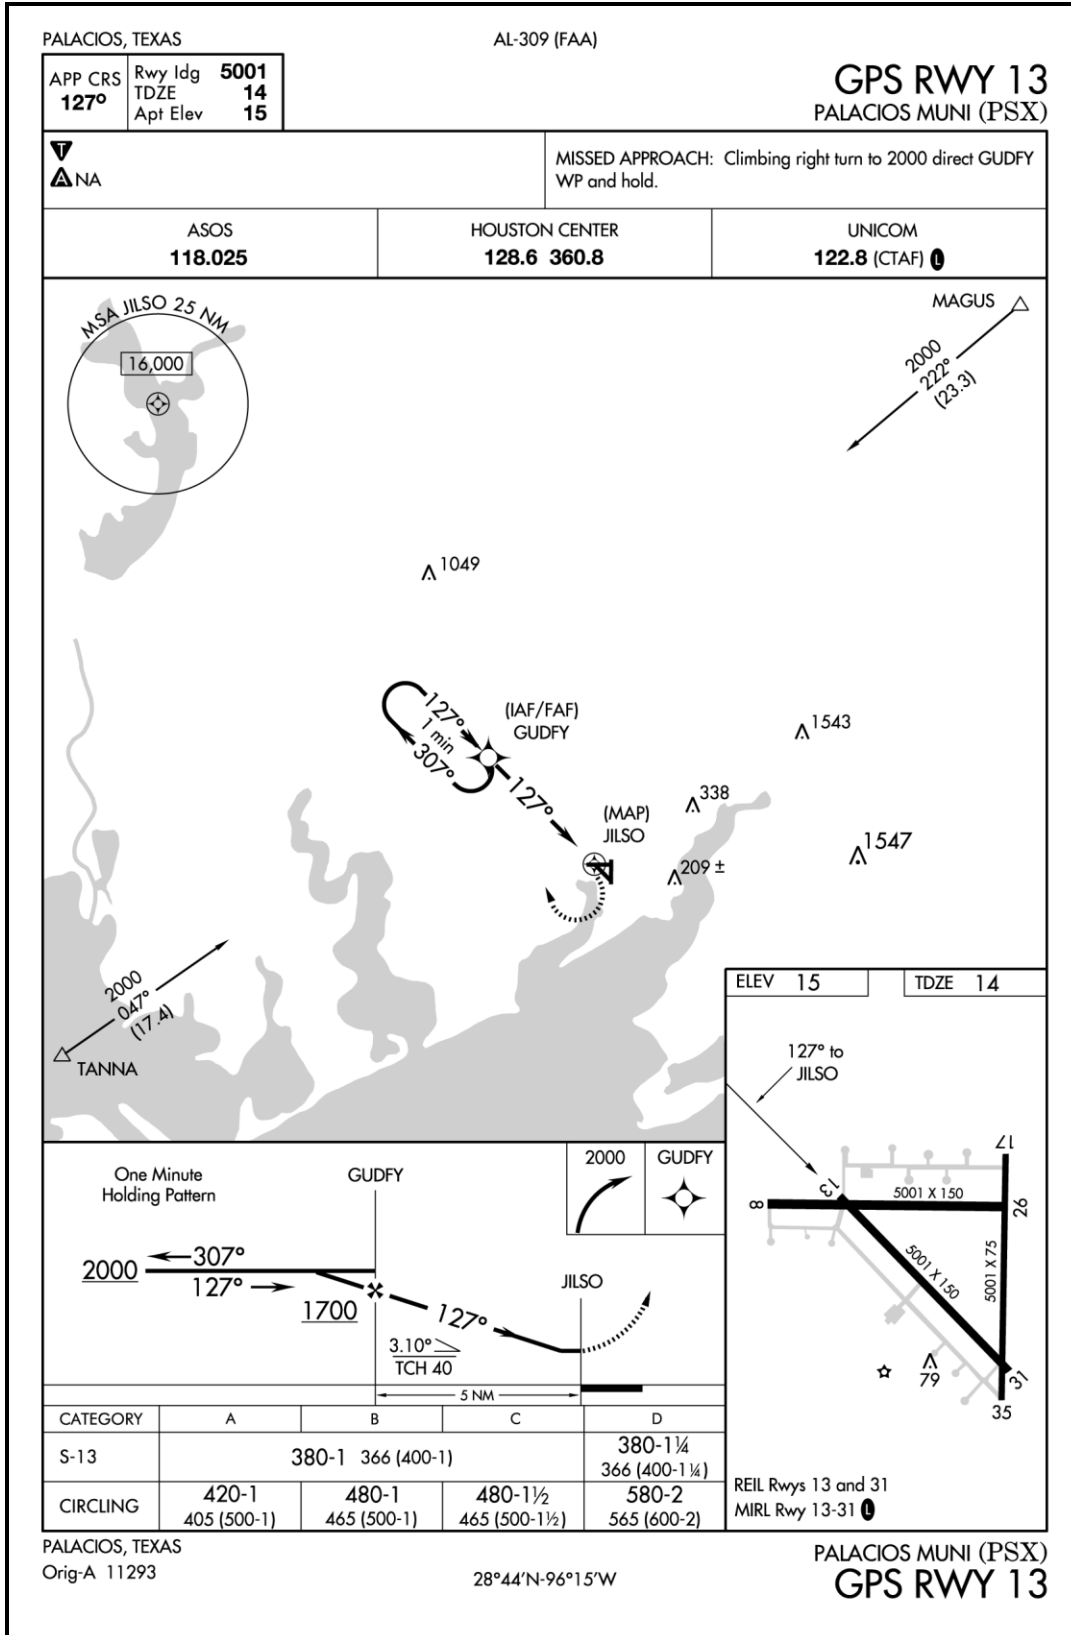 PALACIOS, TEXAS
AL-309 (FAA)
APP CRS
127°
Rwy ldg 5001
TDZE 14
Apt Elev 15
GPS RWY 13
PALACIOS MUNI (PSX)
T
A NA
MISSED APPROACH: Climbing right turn to 2000 direct GUDFY
WP and hold.
ASOS
118.025
HOUSTON CENTER
128.6 360.8
UNICOM
122.8 (CTAF) L
MSA JILSO 25 NM
16,000
MAGUS
2000
222°
(23.3)
1049
127°
1 min
307°
(IAF/FAF)
GUDFY
127°
1543
338
(MAP)
JILSO
1547
209 ±
2000
047°
(17.4)
TANNA
ELEV 15
TDZE 14
127° to
JILSO
17
13
5001 X 150
8
26
5001 X 150
5001 X 75
79
31
35
REIL Rwys 13 and 31
MIRL Rwy 13-31 L
One Minute
Holding Pattern
GUDFY
2000
GUDFY
307°
2000
127°
1700
127°
JILSO
3.10°
TCH 40
5 NM
CATEGORY A B C D
S-13 380-1 366 (400-1) 380-1¼
366 (400-1¼)
CIRCLING 420-1 480-1 480-1½ 580-2
405 (500-1) 465 (500-1) 465 (500-1½) 565 (600-2)
PALACIOS, TEXAS
Orig-A 11293
28°44'N-96°15'W
PALACIOS MUNI (PSX)
GPS RWY 13